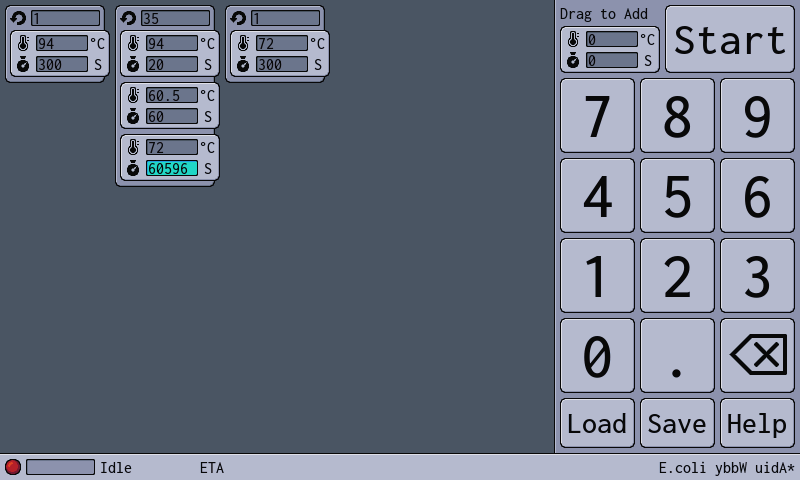 1
94 °C
300 S
35
94 °C
20 S
60.5 °C
60 S
72 °C
60596 S
1
72 °C
300 S
Drag to Add
0 °C
0 S
Start
7 8 9
4 5 6
1 2 3
0 .
Load Save Help
Idle ETA E.coli ybbW uidA*